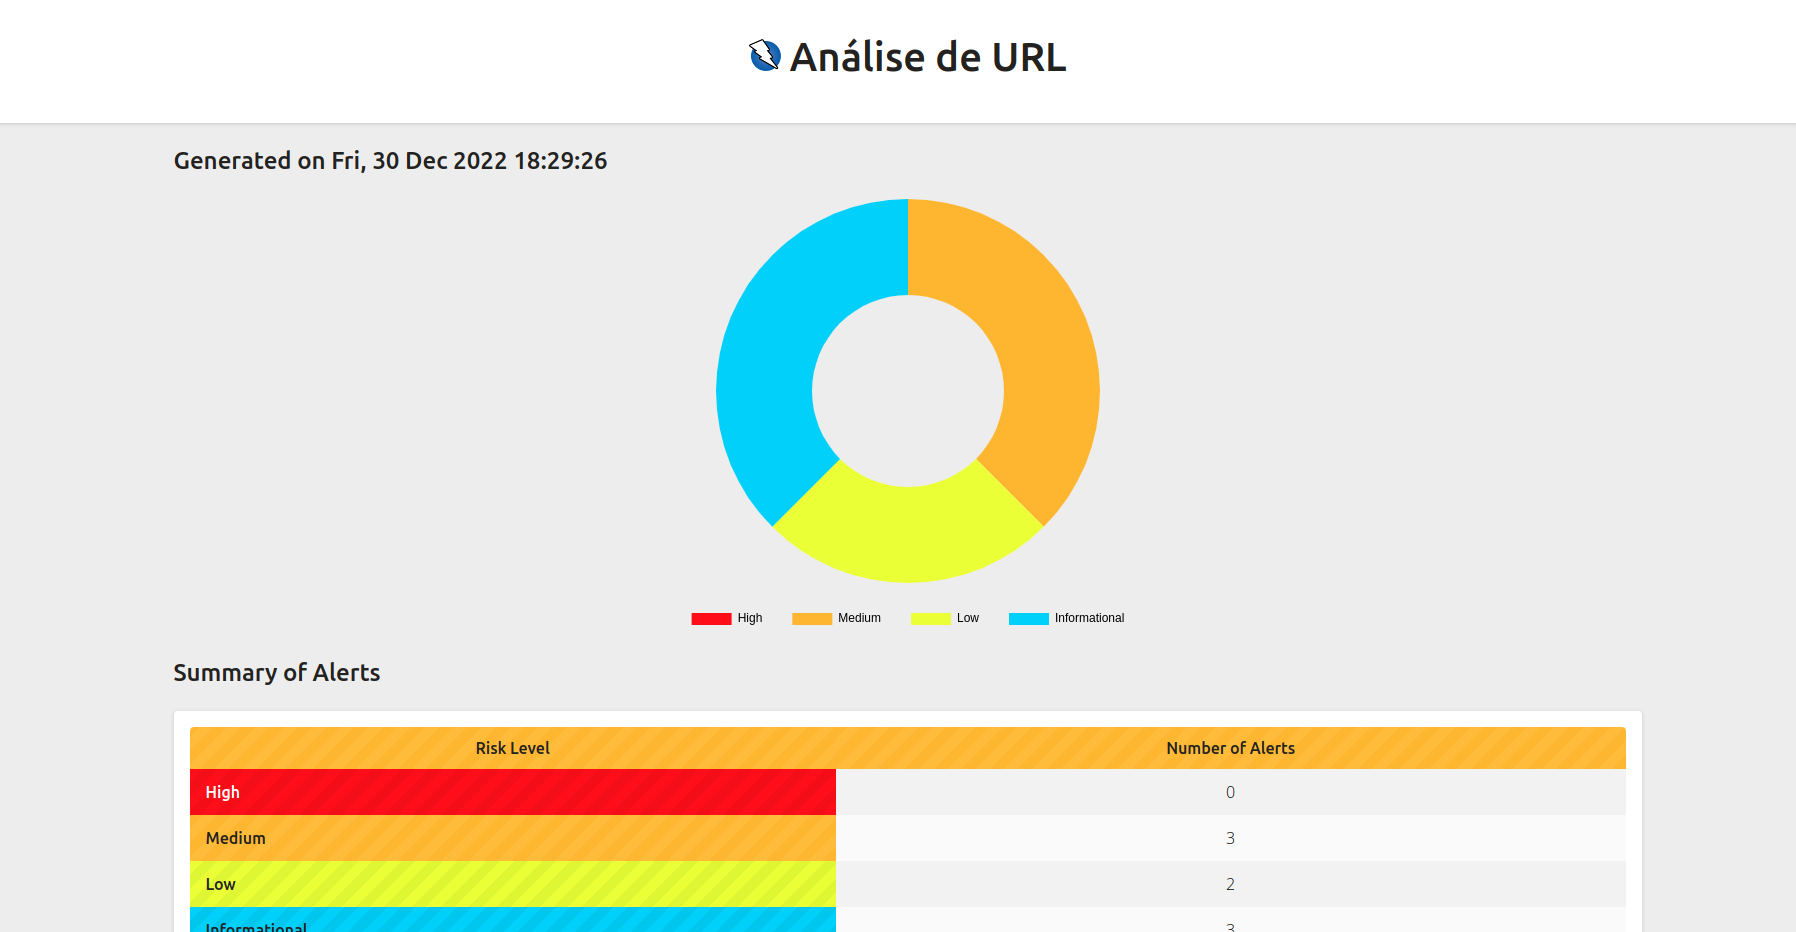 Análise de URL
Generated on Fri, 30 Dec 2022 18:29:26
High Medium Low Informational
Summary of Alerts
Risk Level Number of Alerts
High 0
Medium 3
Low 2
Informational 3